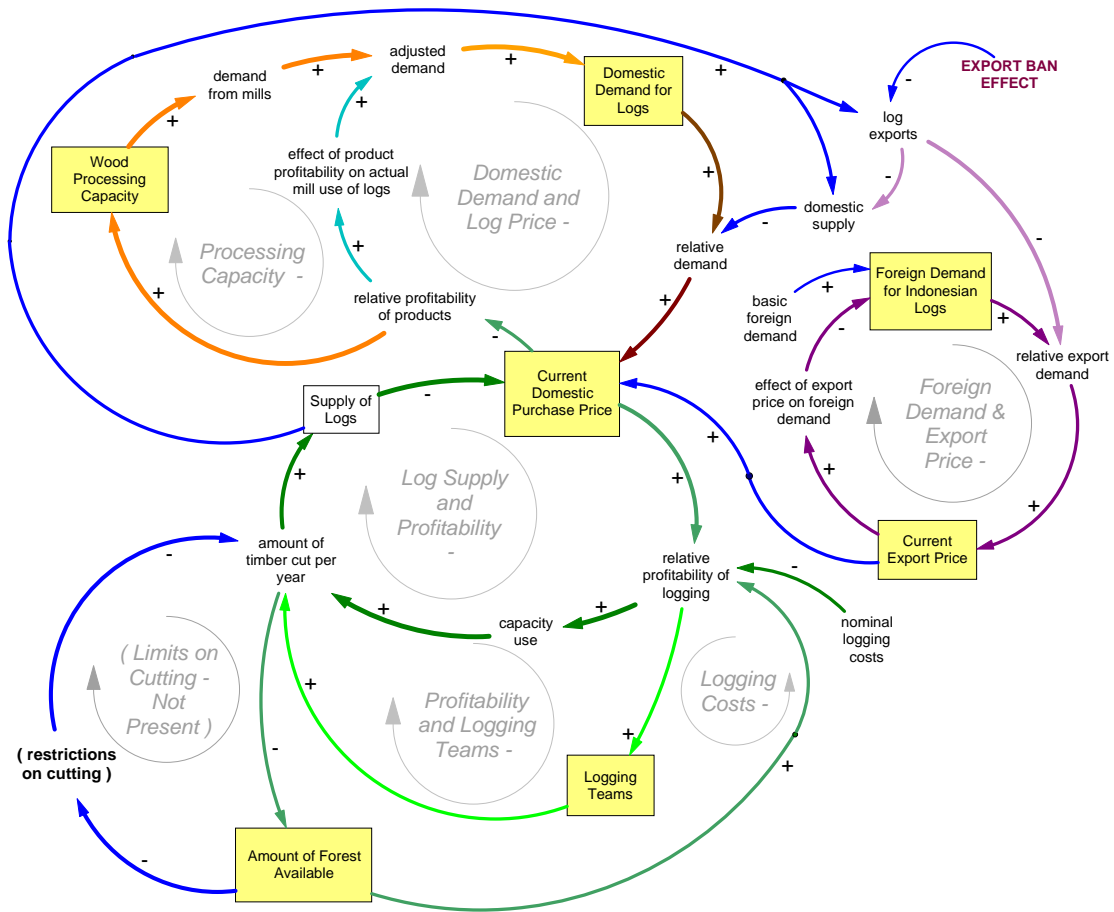 adjusted
demand
+
+
demand
from mills
+
Domestic
Demand for
Logs
+
-
EXPORT BAN
EFFECT
log
exports
Wood
Processing
Capacity
+
effect of product
profitability on actual
mill use of logs
Domestic
Demand and
Log Price -
+
-
domestic
supply
-
Processing
Capacity -
+
relative
demand
-
+
relative profitability
of products
+
basic
foreign
demand
+
Foreign Demand
for Indonesian
Logs
+
-
relative export
demand
-
Current
Domestic
Purchase Price
-
Supply of
Logs
effect of export
price on foreign
demand
Foreign
Demand &
Export
Price -
+
+
+
+
Log Supply
and
Profitability
-
+
Current
Export Price
-
amount of
timber cut per
year
relative
profitability of
logging
-
+
+
capacity
use
nominal
logging
costs
( Limits on
Cutting -
Not
Present )
+
Profitability
and Logging
Teams -
Logging
Costs -
-
+
( restrictions
on cutting )
Logging
Teams
+
-
Amount of Forest
Available